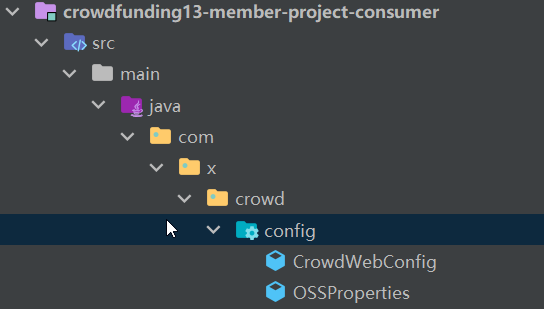 crowdfunding13-member-project-consumer
src
main
java
com
x
crowd
config
CrowdWebConfig
OSSProperties